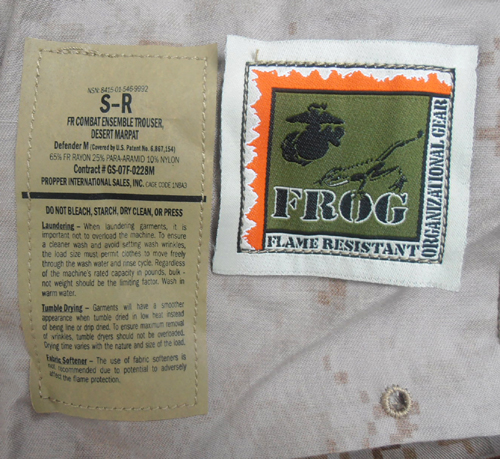 NSN: 8415-01-546-9992
S-R
FR COMBAT ENSEMBLE TROUSER,
DESERT MARPAT
Defender M (Covered by U.S. Patent No. 6,867,154)
65% FR RAYON 25% PARA-ARAMID 10% NYLON
Contract # GS-07F-0228M
PROPPER INTERNATIONAL SALES, INC. CAGE CODE
DO NOT BLEACH, STARCH, DRY CLEAN, OR PRESS
Laundering – When laundering garments, it is
important not to overload the machine. To ensure
a cleaner wash and avoid setting wash wrinkles,
the load size must permit clothes to move freely
through the wash water and rinse cycle. Regardless
of the machine's rated capacity in pounds, bulk -
not weight should be the limiting factor. Wash in
warm water.
Tumble Drying – Garments will have a smoother
appearance when tumble dried in low heat instead
of being line or drip dried. To ensure maximum removal
of wrinkles, tumble dryers should not be overloaded.
Drying time varies with the nature and size of the load.
Fabric Softener – The use of fabric softeners is
not recommended due to potential to adversely
affect the flame protection.
FROG
FLAME RESISTANT
ORGANIZATIONAL GEAR